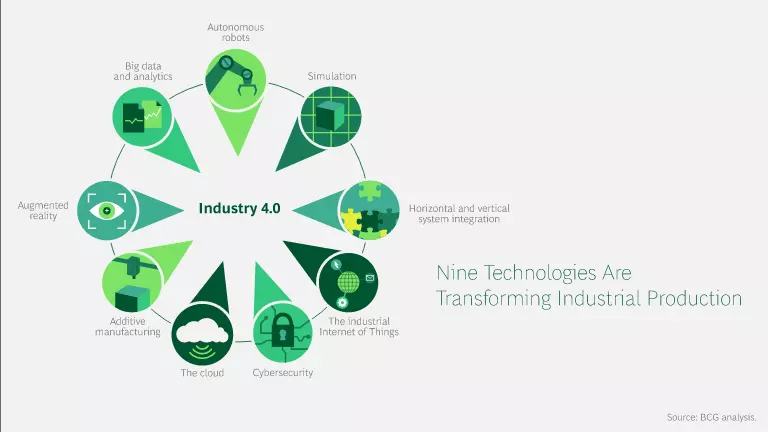 Autonomous
robots
Big data
and analytics
Simulation
Augmented
reality
Industry 4.0
Horizontal and vertical
system integration
Nine Technologies Are
Transforming Industrial Production
Additive
manufacturing
The industrial
Internet of Things
The cloud
Cybersecurity
Source: BCG analysis.